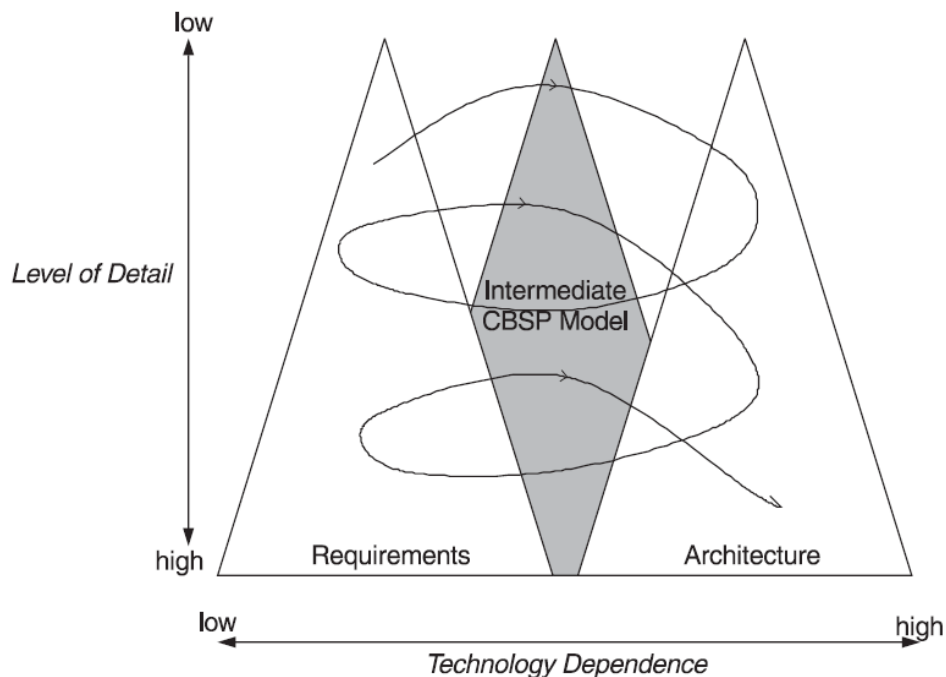 low
Level of Detail
Intermediate
CBSP Model
high
Requirements
Architecture
low
high
Technology Dependence